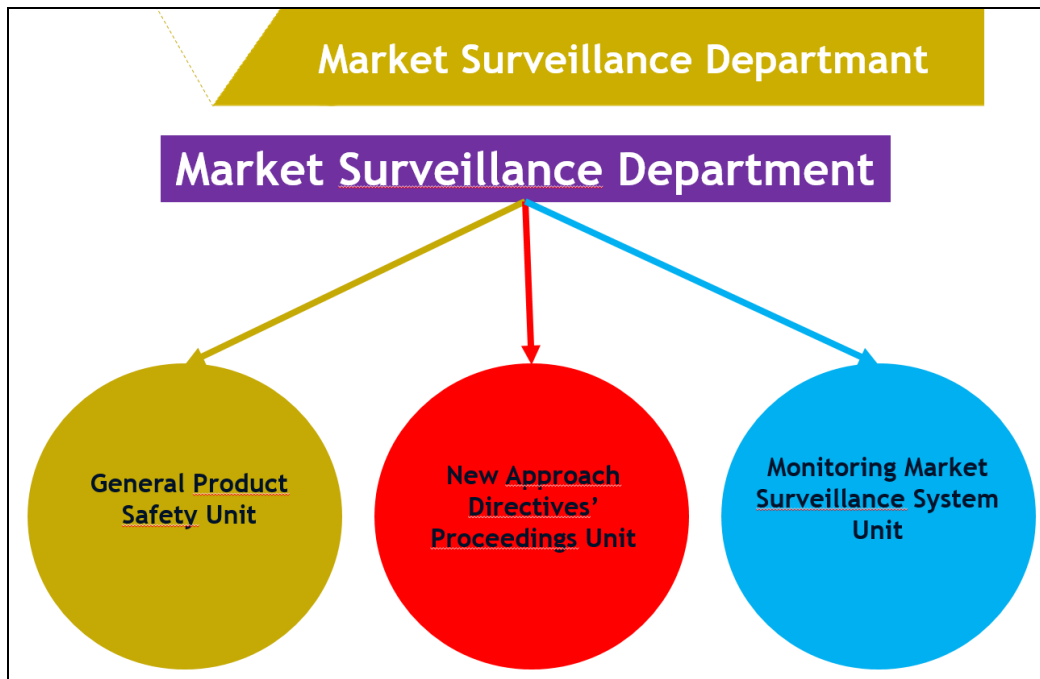 Market Surveillance Departmant
Market Surveillance Department
General Product
Safety Unit
New Approach
Directives’
Proceedings Unit
Monitoring Market
Surveillance System
Unit